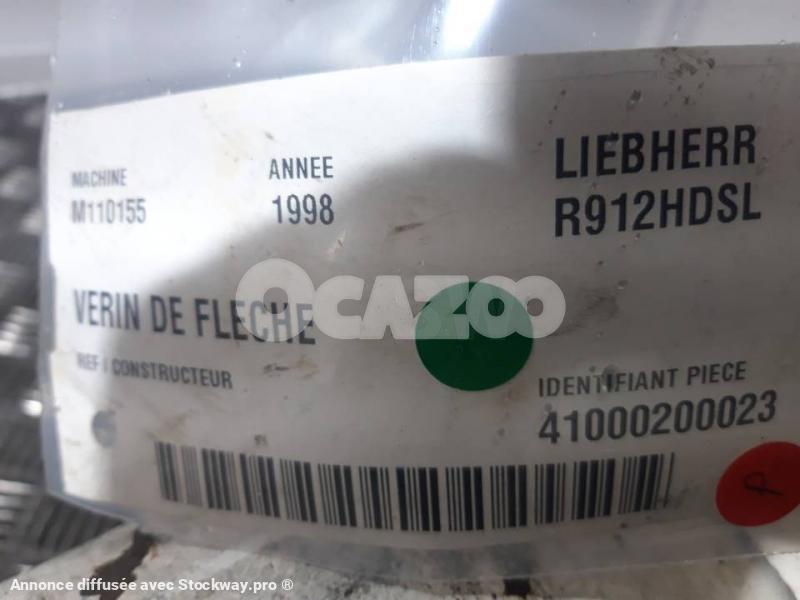 MACHINE
M110155
ANNEE
1998
LIEBHERR
R912HDSL
VERIN DE FLECHE
REF / CONSTRUCTEUR
OCAZOO
IDENTIFIANT PIECE
41000200023
P
Annonce diffusée avec Stockway.pro ®